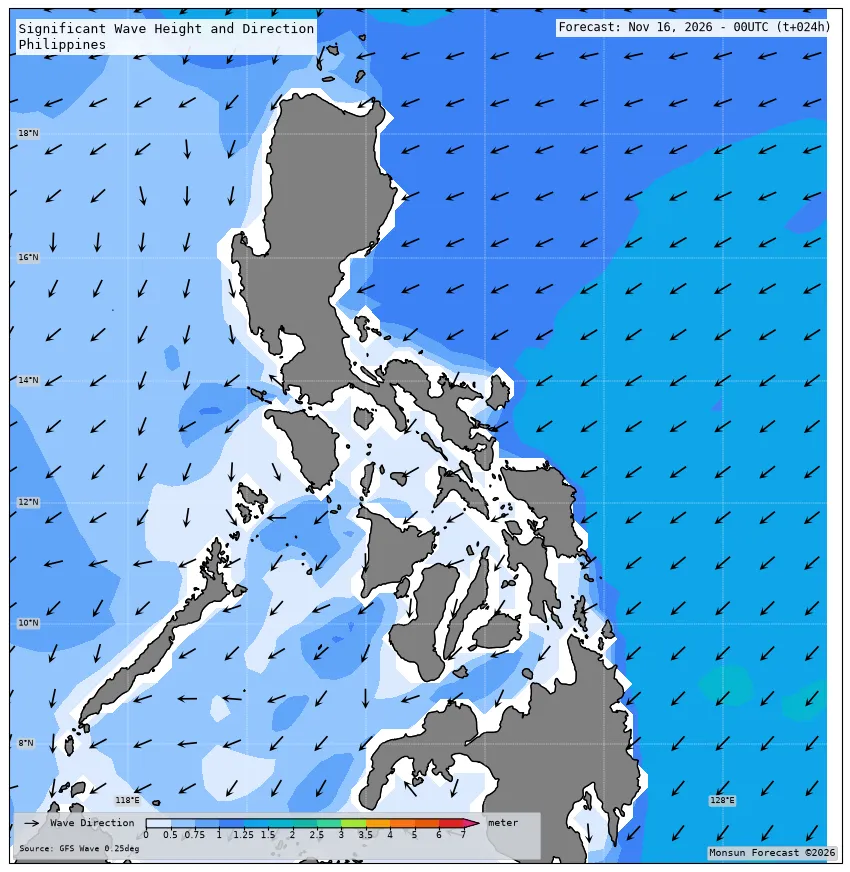 Significant Wave Height and Direction
Philippines
Forecast: Nov 16, 2026 - 00UTC (t+024h)
18°N
16°N
14°N
12°N
10°N
8°N
118°E
128°E
Wave Direction
0 0.5 0.75 1 1.25 1.5 2 2.5 3 3.5 4 5 6 7
meter
Source: GFS Wave 0.25deg
Monsun Forecast ©2026